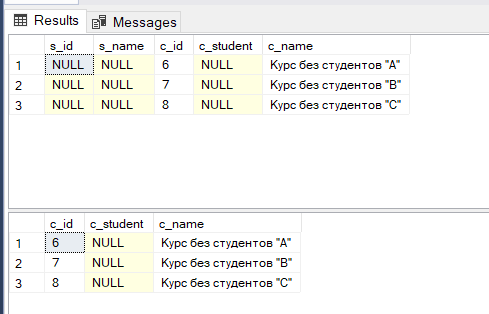 Results Messages
s_id s_name c_id c_student c_name
1 NULL NULL 6 NULL Курс без студентов "A"
2 NULL NULL 7 NULL Курс без студентов "B"
3 NULL NULL 8 NULL Курс без студентов "C"
c_id c_student c_name
1 6 NULL Курс без студентов "A"
2 7 NULL Курс без студентов "B"
3 8 NULL Курс без студентов "C"